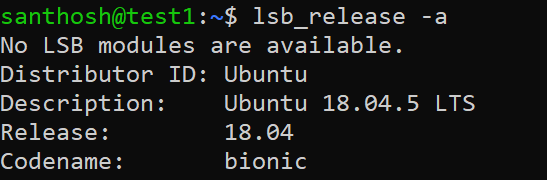 santhosh@test1:~$ lsb_release -a
No LSB modules are available.
Distributor ID: Ubuntu
Description:    Ubuntu 18.04.5 LTS
Release:        18.04
Codename:       bionic